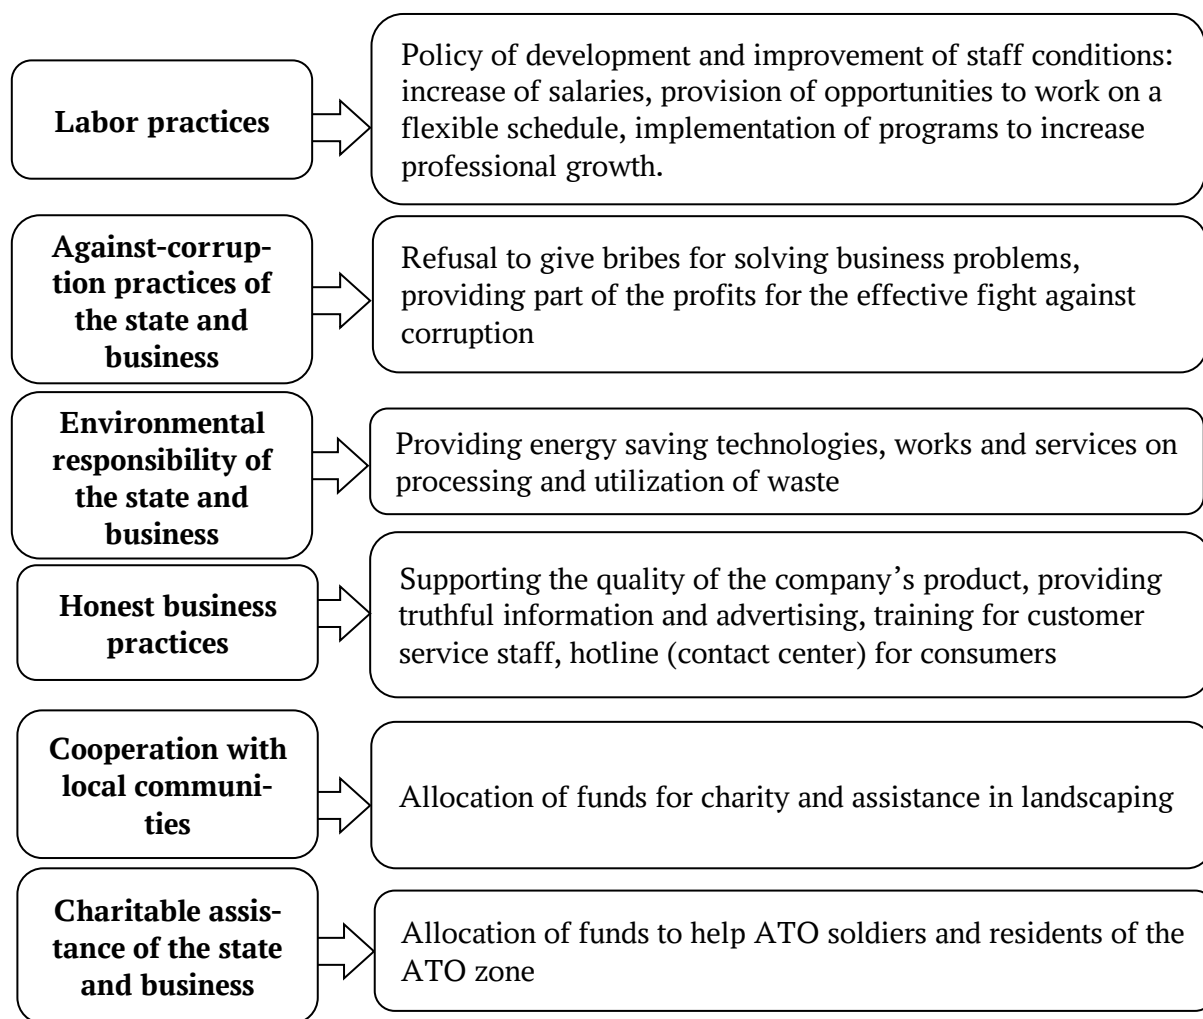 Labor practices
Policy of development and improvement of staff conditions:
increase of salaries, provision of opportunities to work on a
flexible schedule, implementation of programs to increase
professional growth.
Against-corrup-
tion practices of
the state and
business
Refusal to give bribes for solving business problems,
providing part of the profits for the effective fight against
corruption
Environmental
responsibility of
the state and
business
Providing energy saving technologies, works and services on
processing and utilization of waste
Honest business
practices
Supporting the quality of the company’s product, providing
truthful information and advertising, training for customer
service staff, hotline (contact center) for consumers
Cooperation with
local communi-
ties
Allocation of funds for charity and assistance in landscaping
Charitable assis-
tance of the state
and business
Allocation of funds to help ATO soldiers and residents of the
ATO zone